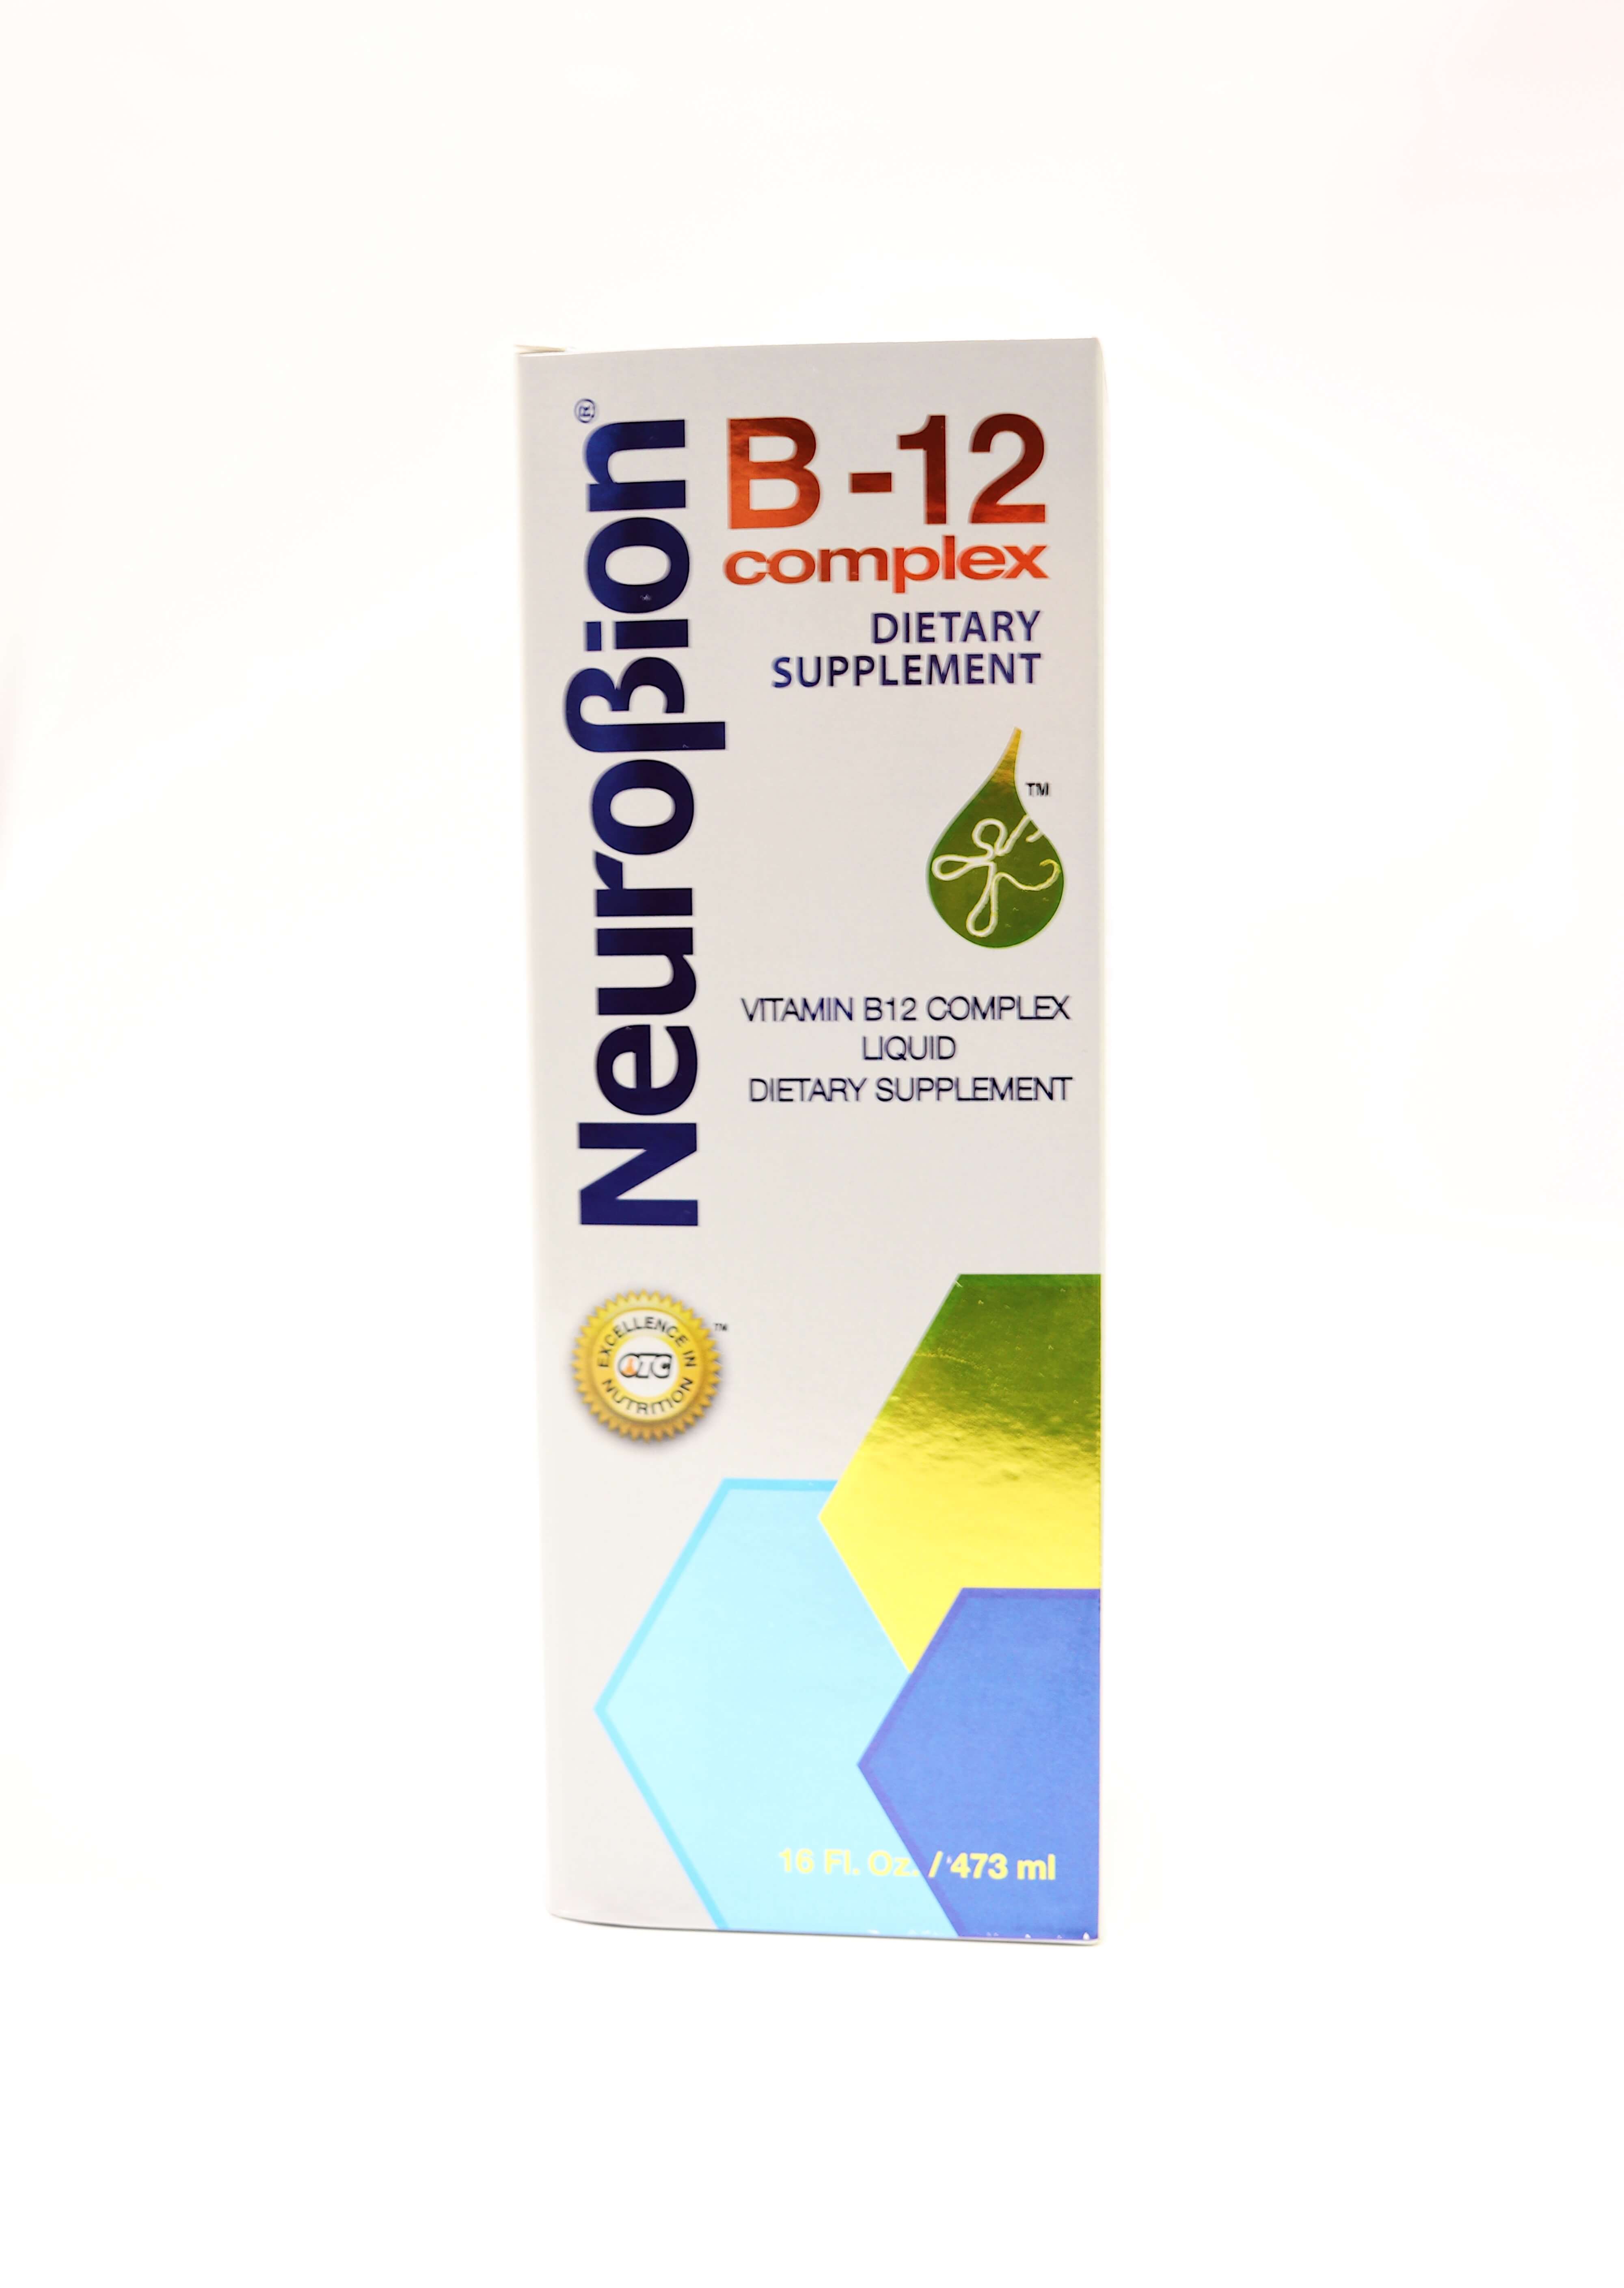 Neuroβion®
B-12
complex
DIETARY
SUPPLEMENT
TM
VITAMIN B12 COMPLEX
LIQUID
DIETARY SUPPLEMENT
EXCELLENCE IN
OTC
NUTRITION
TM
16 Fl. Oz. / 473 ml